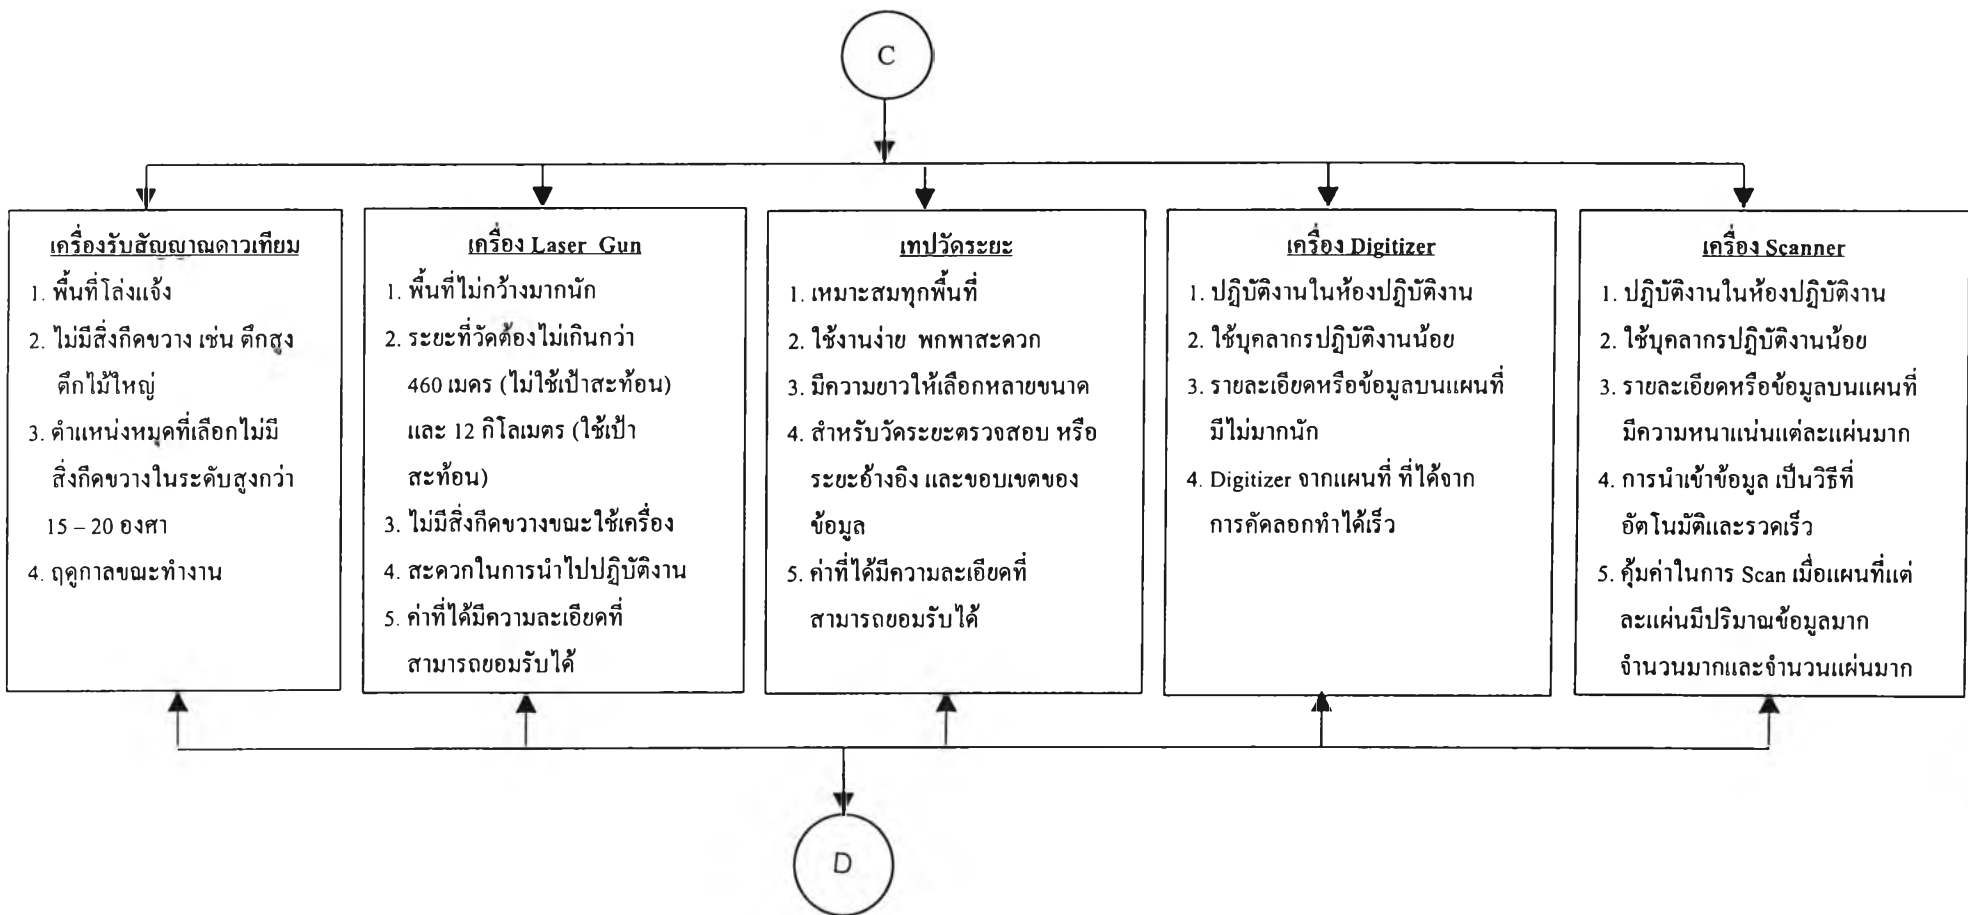 C
เครื่องรับสัญญาณดาวเทียม
1. พื้นที่โล่งแจ้ง
2. ไม่มีสิ่งกีดขวาง เช่น ตึกสูง
ตึกไม้ใหญ่
3. ตำแหน่งหมุดที่เลือกไม่มี
สิ่งกีดขวางในระดับสูงกว่า
15 – 20 องศา
4. ฤดูกาลขณะทำงาน
เครื่อง Laser Gun
1. พื้นที่ไม่กว้างมากนัก
2. ระยะที่วัดต้องไม่เกินกว่า
460 เมตร (ไม่ใช้เป้าสะท้อน)
และ 12 กิโลเมตร (ใช้เป้า
สะท้อน)
3. ไม่มีสิ่งกีดขวางขณะใช้เครื่อง
4. สะดวกในการนำไปปฏิบัติงาน
5. ค่าที่ได้มีความละเอียดที่
สามารถยอมรับได้
เทปวัดระยะ
1. เหมาะสมทุกพื้นที่
2. ใช้งานง่าย พกพาสะดวก
3. มีความยาวให้เลือกหลายขนาด
4. สำหรับวัดระยะตรวจสอบ หรือ
ระยะอ้างอิง และขอบเขตของ
ข้อมูล
5. ค่าที่ได้มีความละเอียดที่
สามารถยอมรับได้
เครื่อง Digitizer
1. ปฏิบัติงานในห้องปฏิบัติงาน
2. ใช้บุคลากรปฏิบัติงานน้อย
3. รายละเอียดหรือข้อมูลบนแผนที่
มีไม่มากนัก
4. Digitizer จากแผนที่ ที่ได้จาก
การคัดลอกทำได้เร็ว
เครื่อง Scanner
1. ปฏิบัติงานในห้องปฏิบัติงาน
2. ใช้บุคลากรปฏิบัติงานน้อย
3. รายละเอียดหรือข้อมูลบนแผนที่
มีความหนาแน่นแต่ละแผ่นมาก
4. การนำเข้าข้อมูล เป็นวิธีที่
อัตโนมัติและรวดเร็ว
5. คุ้มค่าในการ Scan เมื่อแผนที่แต่
ละแผ่นมีปริมาณข้อมูลมาก
จำนวนมากและจำนวนแผ่นมาก
D